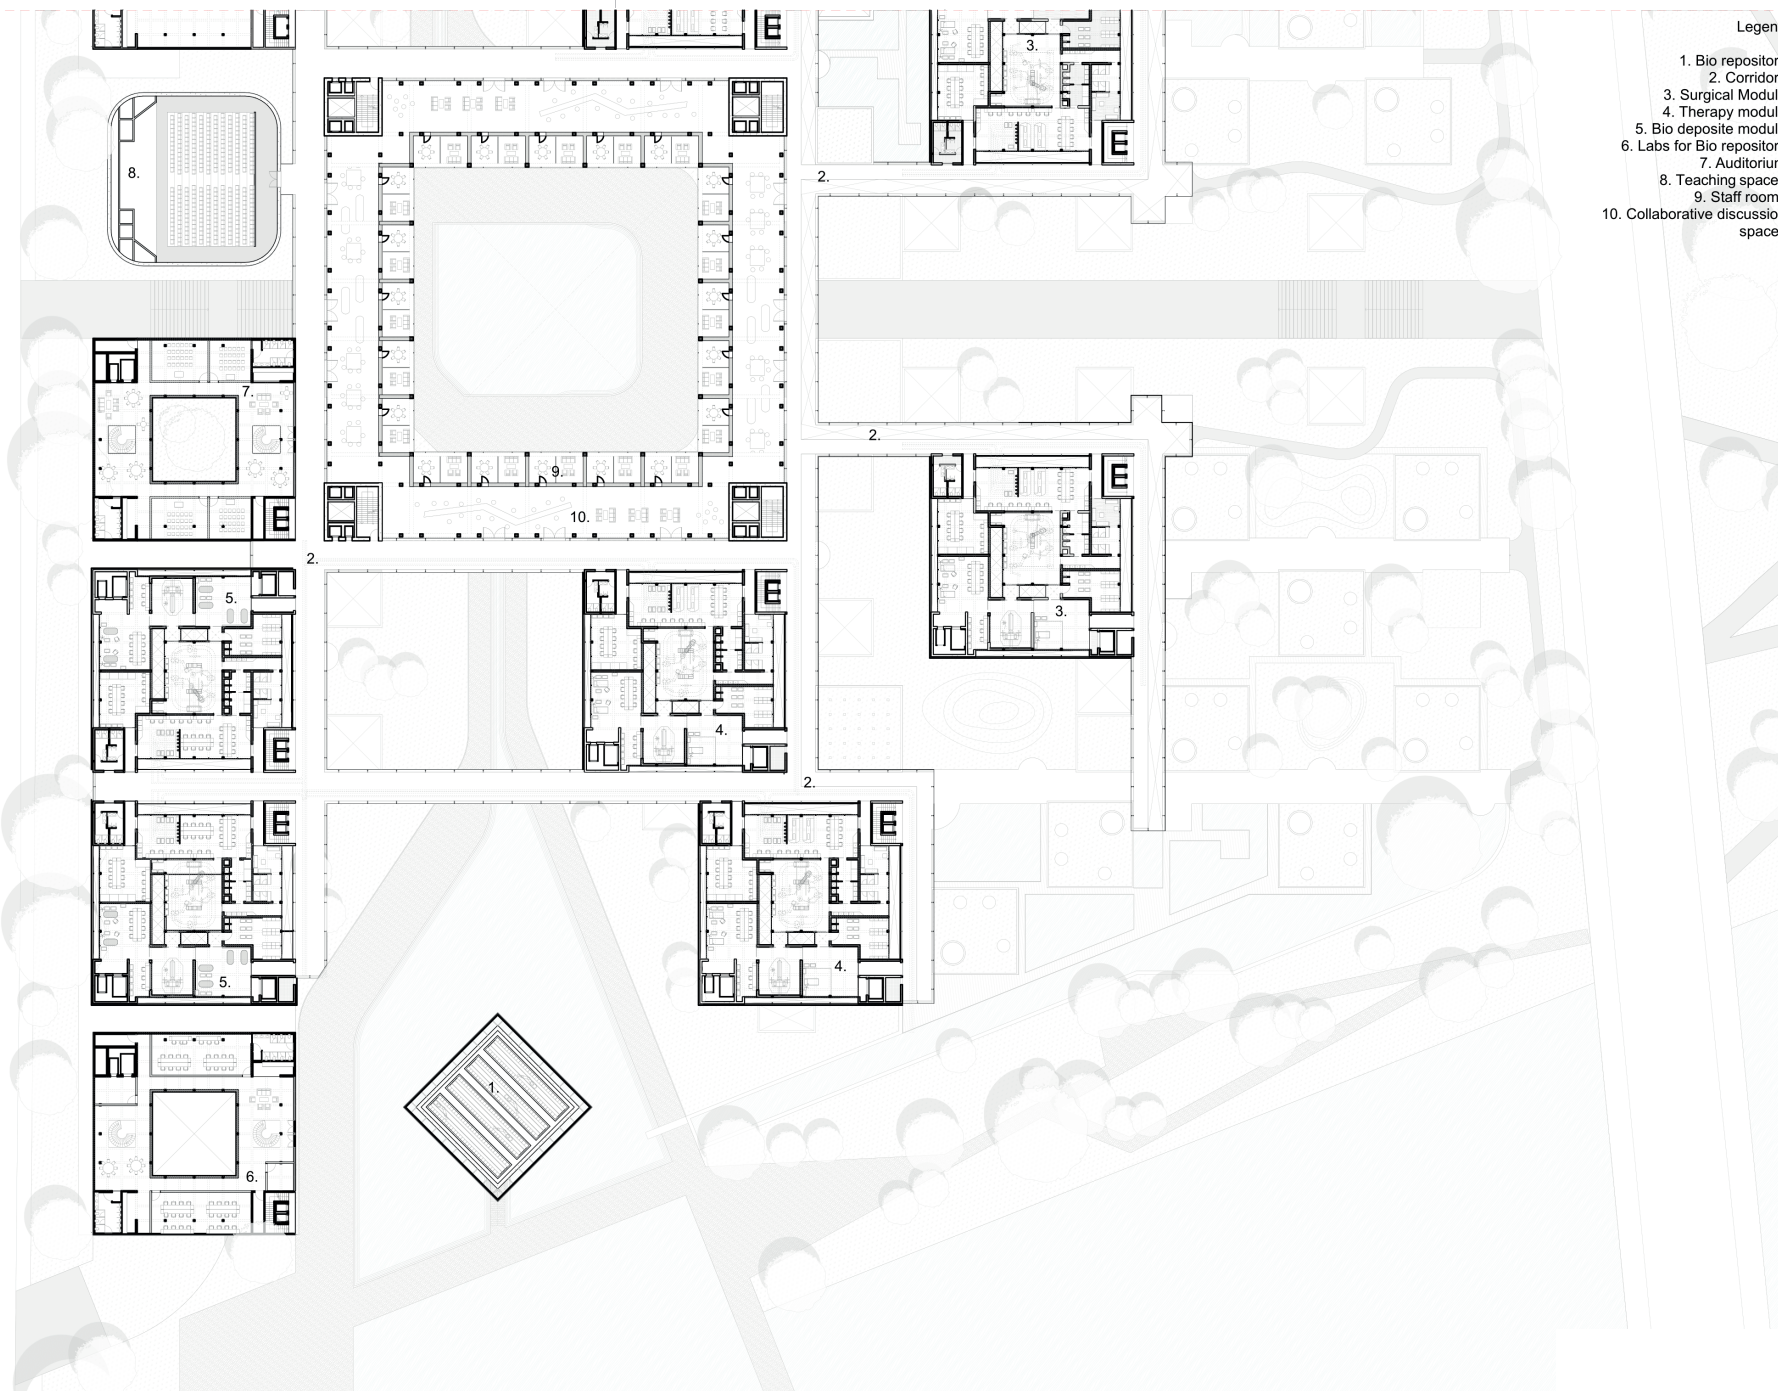 Legen
1. Bio repositor
2. Corridor
3. Surgical Modul
4. Therapy modul
5. Bio deposite modul
6. Labs for Bio repositor
7. Auditoriur
8. Teaching space
9. Staff room
10. Collaborative discussio
space
3.
8.
2.
7.
2.
9.
10.
2.
5.
3.
4.
2.
4.
5.
1.
6.